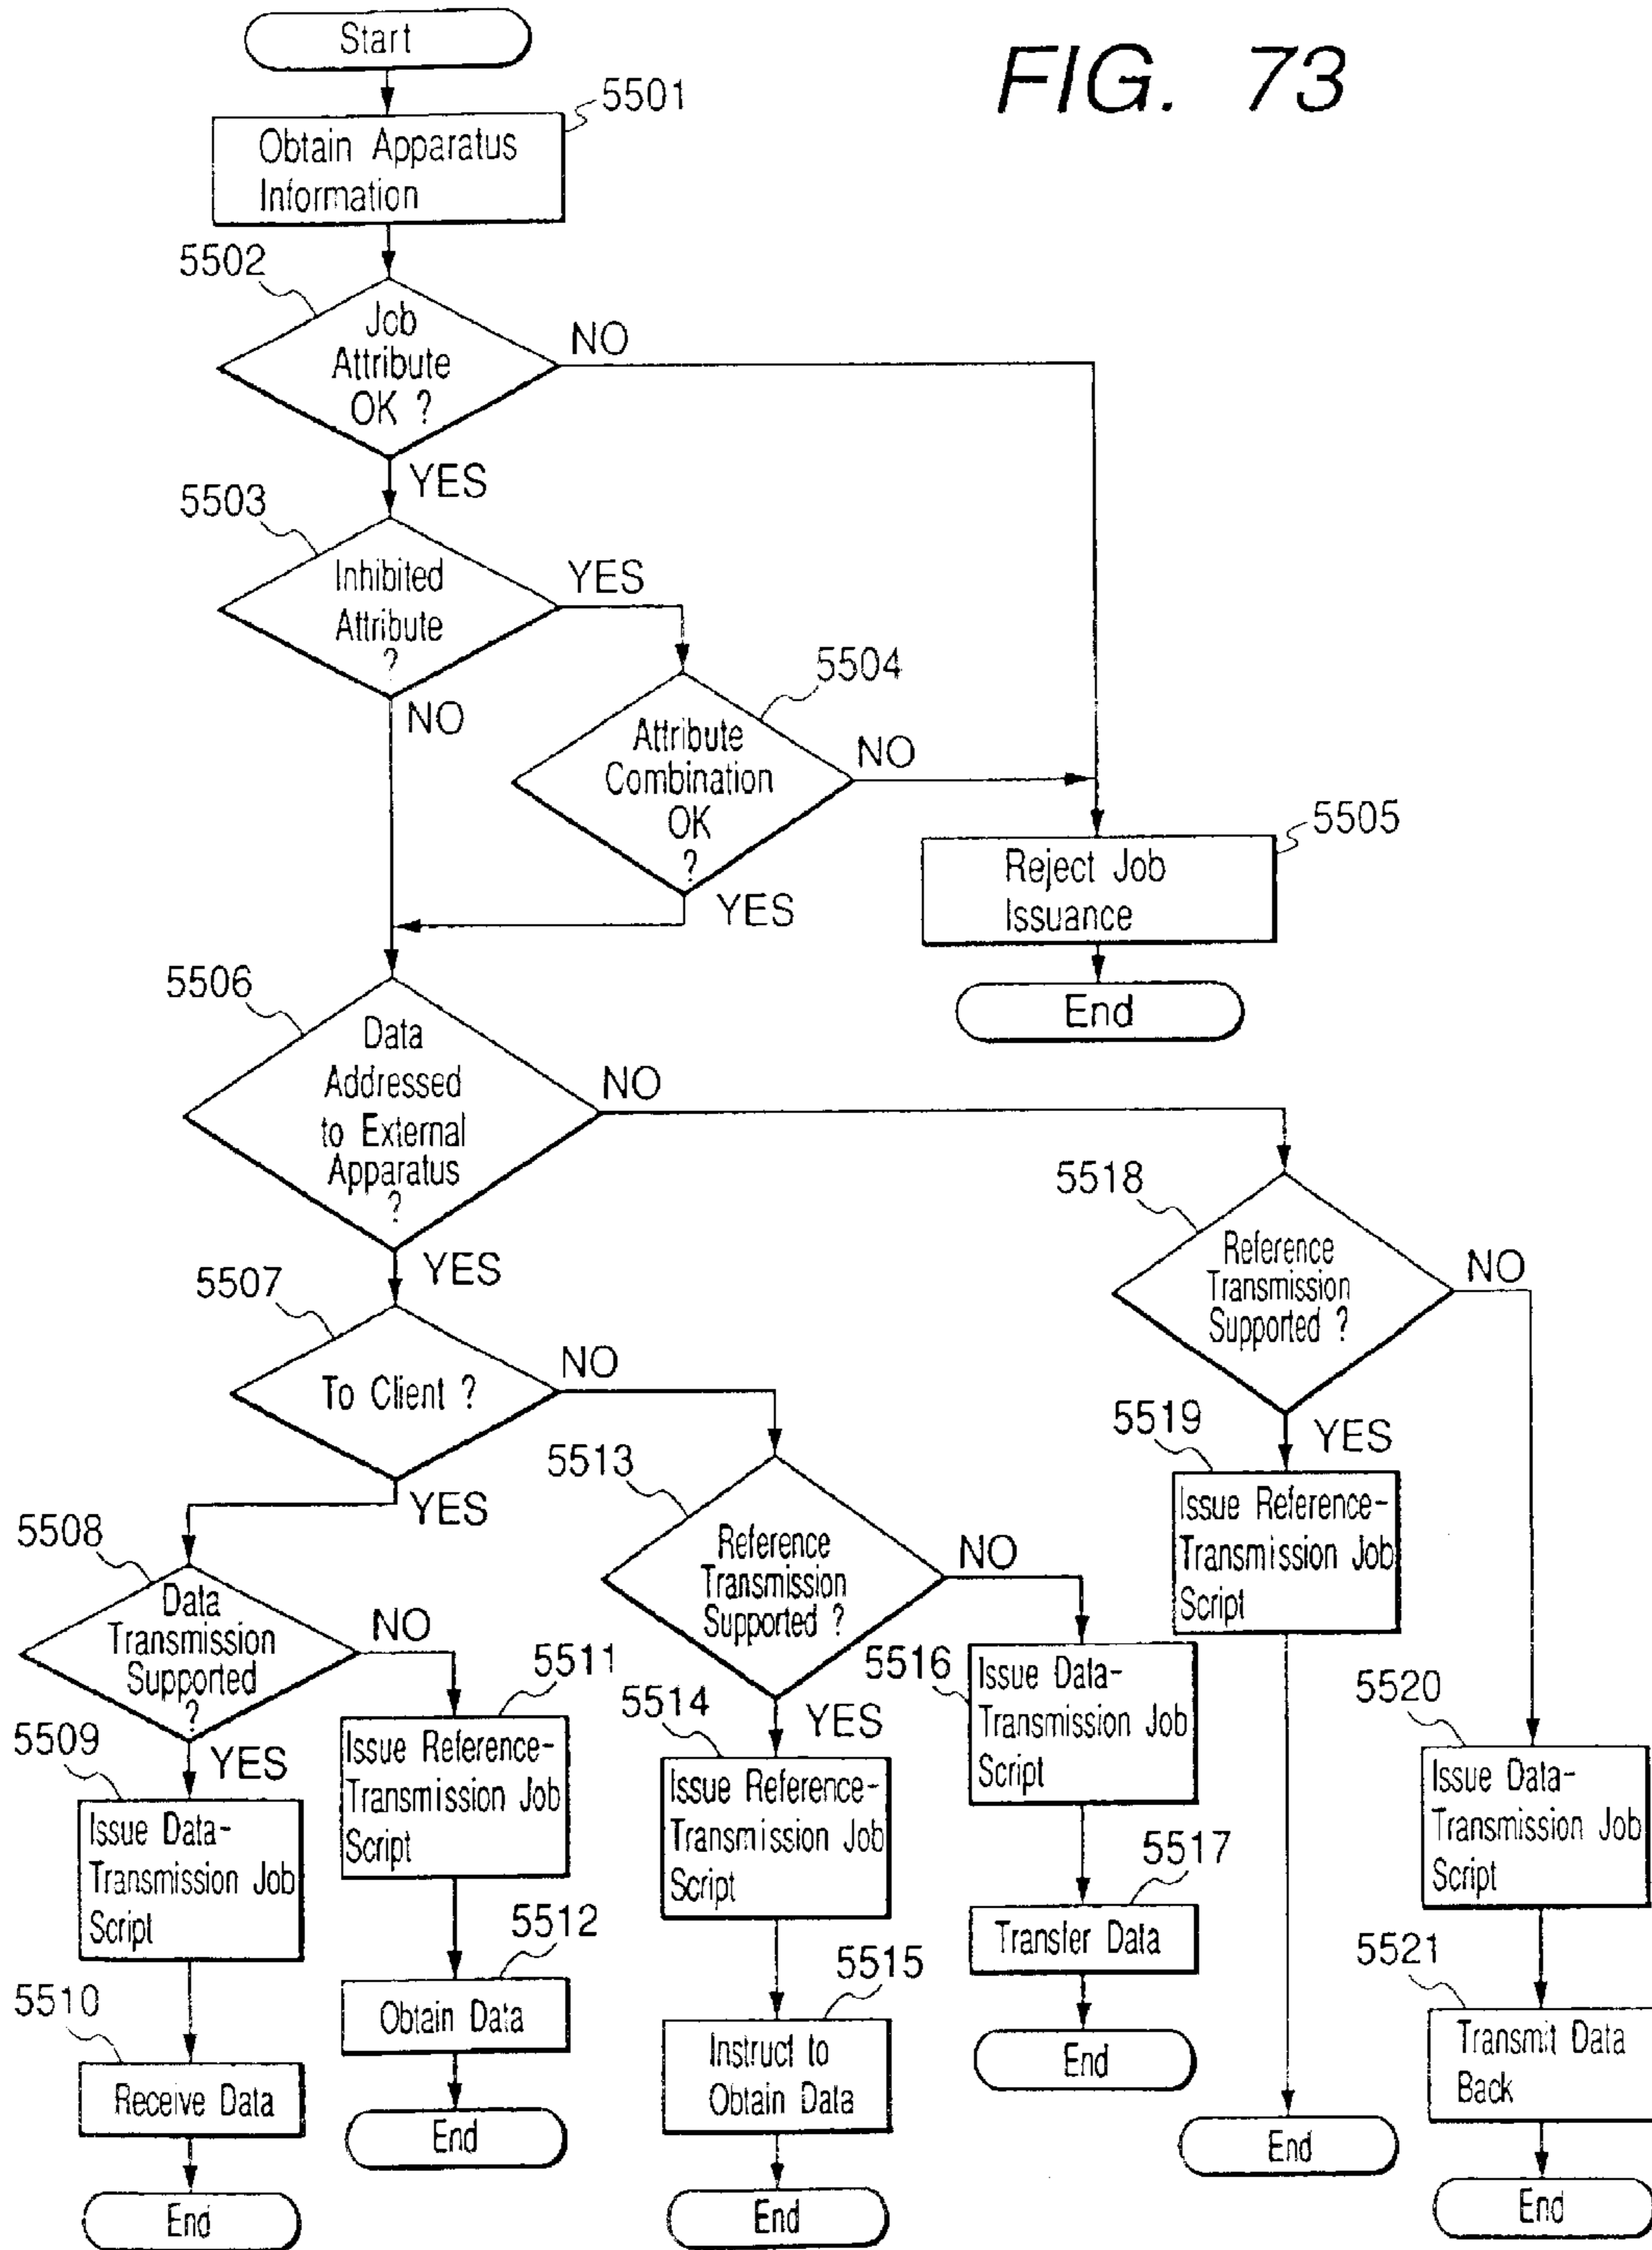 FIG. 73
Start
5501
Obtain Apparatus
Information
5502
Job
Attribute
OK ?
NO
YES
5503
Inhibited
Attribute
?
YES
NO
5504
Attribute
Combination
OK
?
NO
YES
5505
Reject Job
Issuance
End
5506
Data
Addressed
to External
Apparatus
?
NO
YES
5507
To Client ?
NO
YES
5508
Data
Transmission
Supported
?
NO
YES
5509
Issue Data-
Transmission Job
Script
5510
Receive Data
End
5511
Issue Reference-
Transmission Job
Script
5512
Obtain Data
End
5513
Reference
Transmission
Supported ?
NO
YES
5514
Issue Reference-
Transmission Job
Script
5515
Instruct to
Obtain Data
End
5516
Issue Data-
Transmission Job
Script
5517
Transfer Data
End
5518
Reference
Transmission
Supported ?
NO
YES
5519
Issue Reference-
Transmission Job
Script
End
5520
Issue Data-
Transmission Job
Script
5521
Transmit Data
Back
End